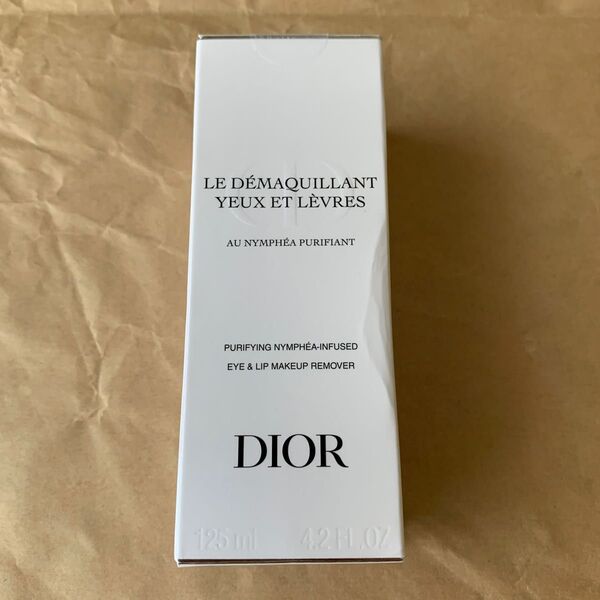 LE DÉMAQUILLANT
YEUX ET LÈVRES
AU NYMPHÉA PURIFIANT
PURIFYING NYMPHÉA-INFUSED
EYE & LIP MAKEUP REMOVER
DIOR
125 ml 4.2 FL.OZ